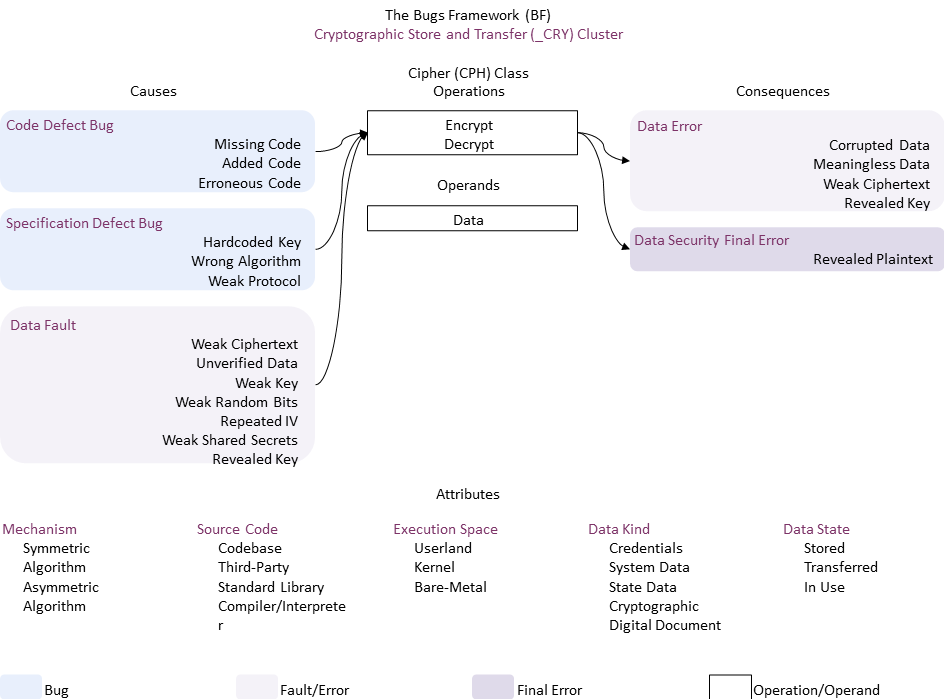 The Bugs Framework (BF)
Cryptographic Store and Transfer (_CRY) Cluster
Cipher (CPH) Class
Causes
Operations
Consequences
Code Defect Bug
Missing Code
Added Code
Erroneous Code
Specification Defect Bug
Hardcoded Key
Wrong Algorithm
Weak Protocol
Data Fault
Weak Ciphertext
Unverified Data
Weak Key
Weak Random Bits
Repeated IV
Weak Shared Secrets
Revealed Key
Encrypt
Decrypt
Operands
Data
Data Error
Corrupted Data
Meaningless Data
Weak Ciphertext
Revealed Key
Data Security Final Error
Revealed Plaintext
Attributes
Mechanism
Symmetric
Algorithm
Asymmetric
Algorithm
Source Code
Codebase
Third-Party
Standard Library
Compiler/Interprete
r
Execution Space
Userland
Kernel
Bare-Metal
Data Kind
Credentials
System Data
State Data
Cryptographic
Digital Document
Data State
Stored
Transferred
In Use
Bug
Fault/Error
Final Error
Operation/Operand